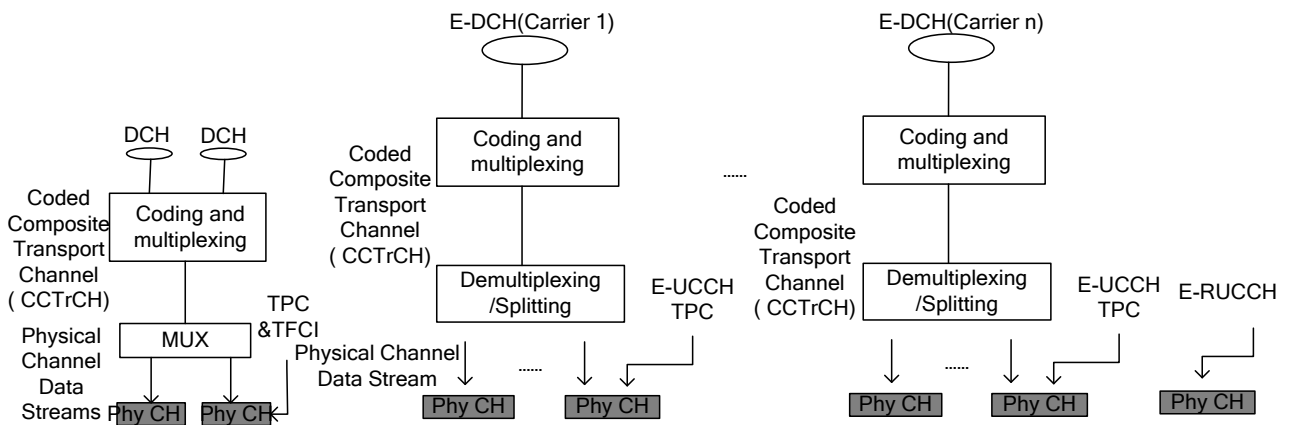 E-DCH(Carrier 1)
E-DCH(Carrier n)
DCH
DCH
Coded
Composite
Transport
Channel
( CCTrCH)
Coding and
multiplexing
MUX
TPC
&TFCI
Physical
Channel
Data
Streams
Phy CH
Phy CH
Coded
Composite
Transport
Channel
( CCTrCH)
Coding and
multiplexing
Demultiplexing
/Splitting
E-UCCH
TPC
Physical Channel
Data Stream
......
Phy CH
Phy CH
......
Coded
Composite
Transport
Channel
( CCTrCH)
Coding and
multiplexing
Demultiplexing
/Splitting
E-UCCH
TPC
E-RUCCH
......
Phy CH
Phy CH
Phy CH